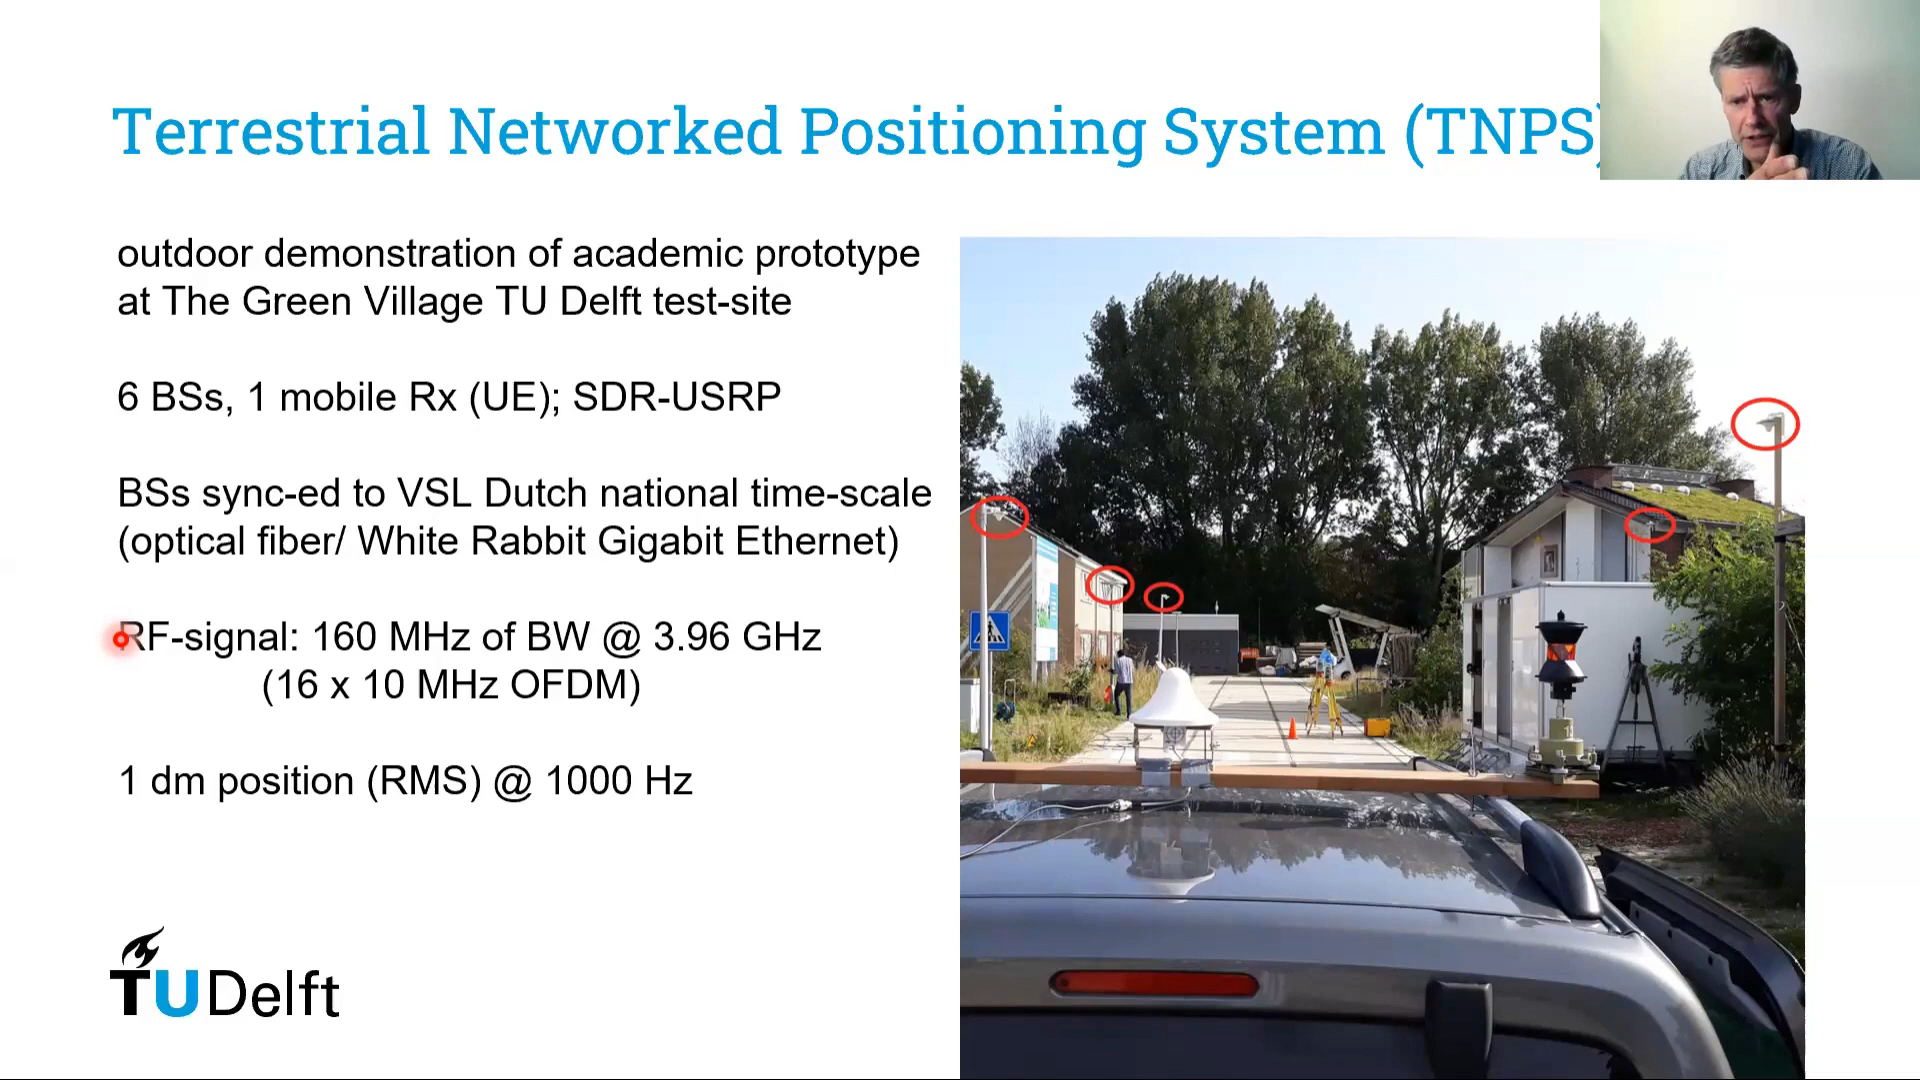 Terrestrial Networked Positioning System (TNPS)
outdoor demonstration of academic prototype
at The Green Village TU Delft test-site
6 BSs, 1 mobile Rx (UE); SDR-USRP
BSs sync-ed to VSL Dutch national time-scale
(optical fiber/ White Rabbit Gigabit Ethernet)
RF-signal: 160 MHz of BW @ 3.96 GHz
(16 x 10 MHz OFDM)
1 dm position (RMS) @ 1000 Hz
TU Delft